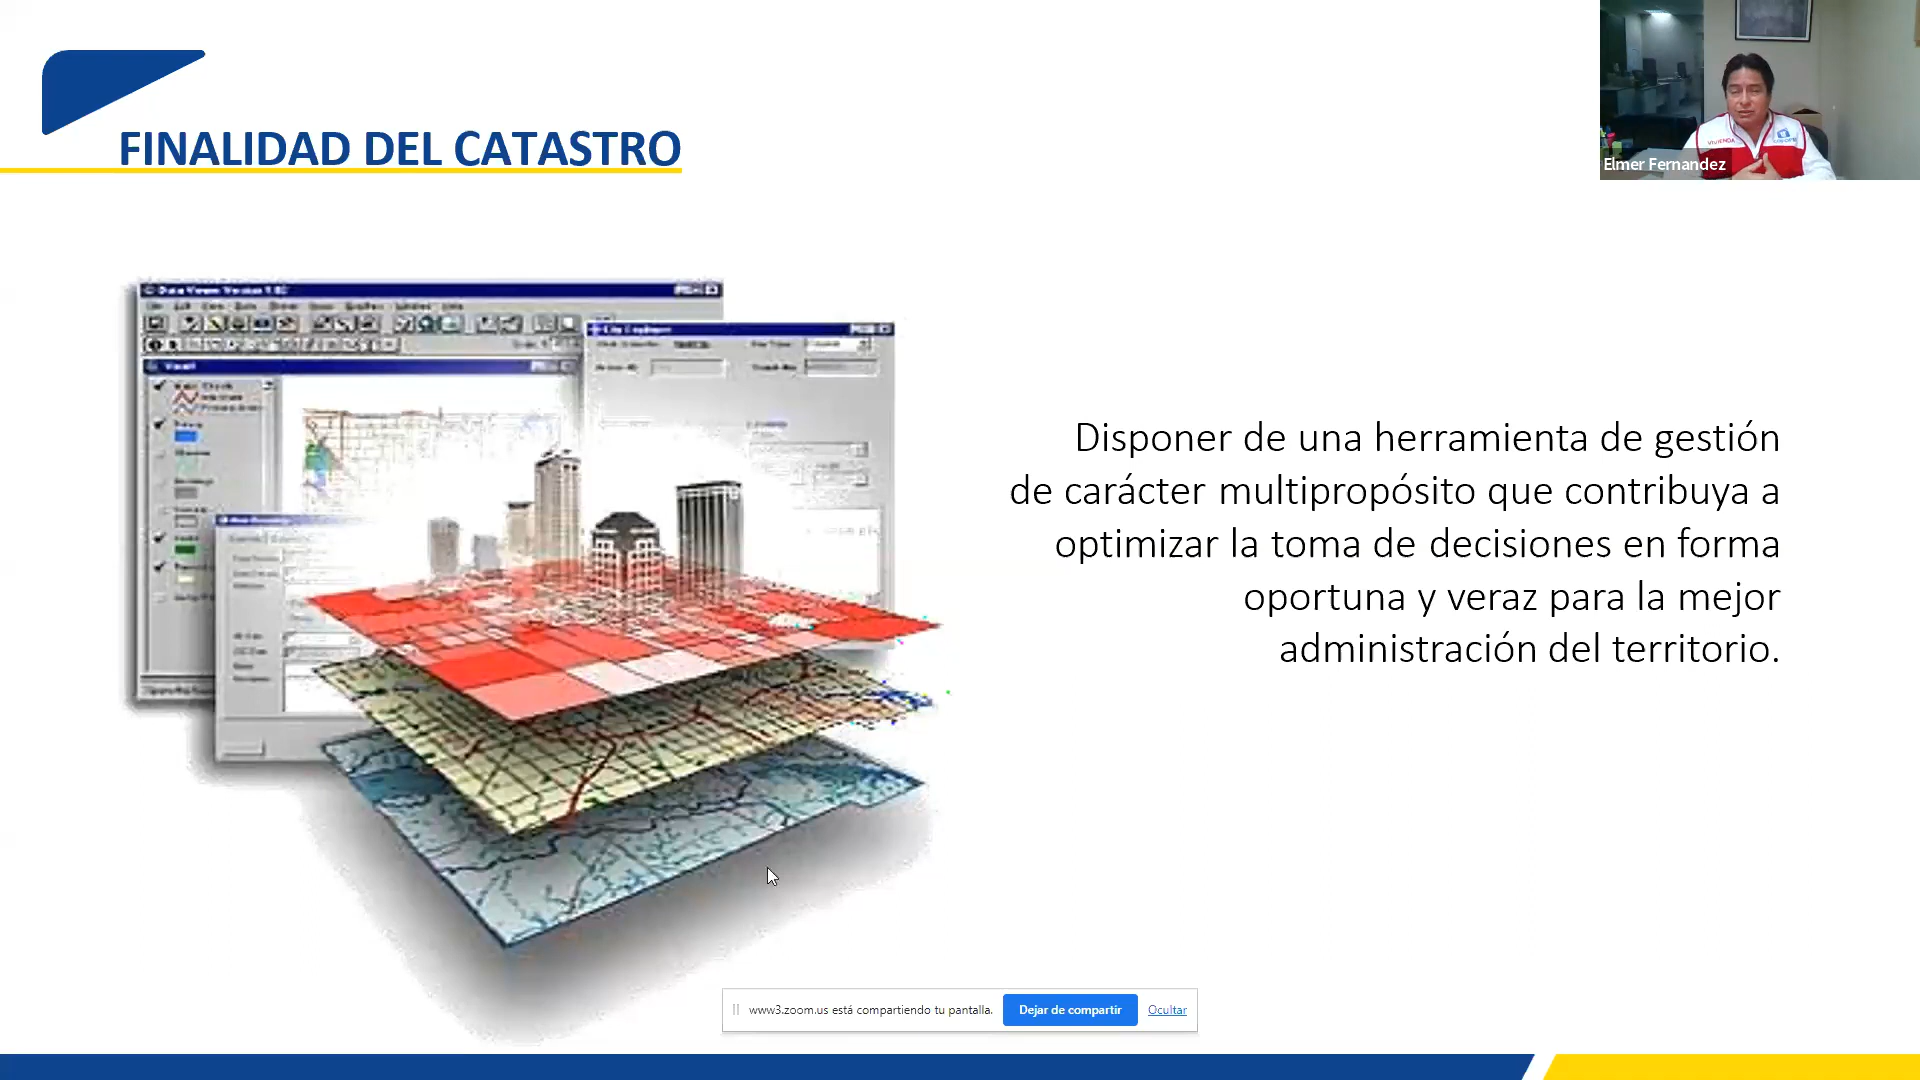 FINALIDAD DEL CATASTRO
VIVIENDA
Elmer Fernandez
Disponer de una herramienta de gestión
de carácter multipropósito que contribuya a
optimizar la toma de decisiones en forma
oportuna y veraz para la mejor
administración del territorio.
www3.zoom.us está compartiendo tu pantalla.
Dejar de compartir
Ocultar